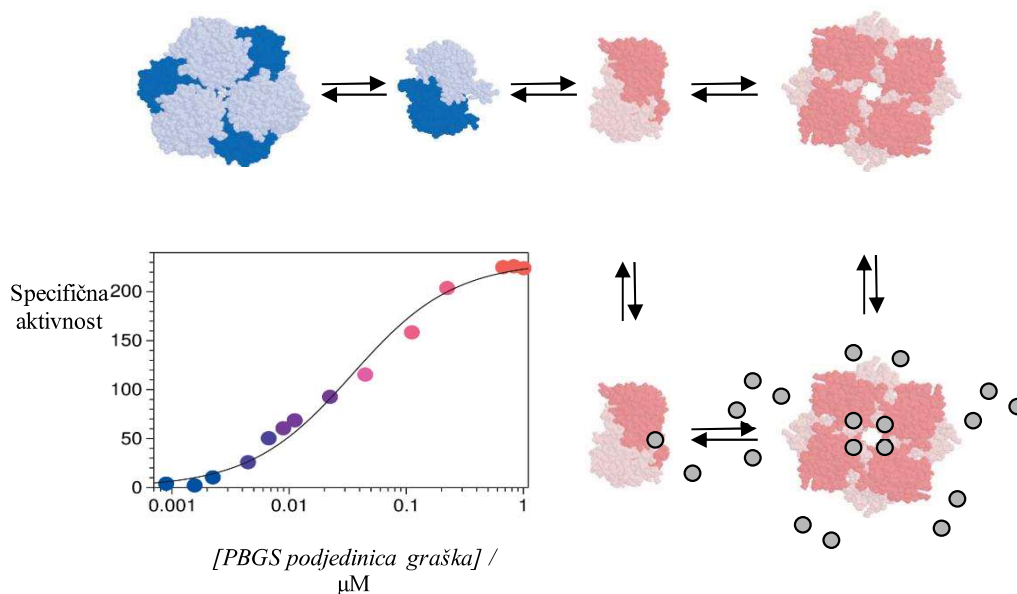 Specifična
aktivnost
200
150
100
50
0
0.001
0.01
0.1
1
[PBGS podjedinica graška] /
μM